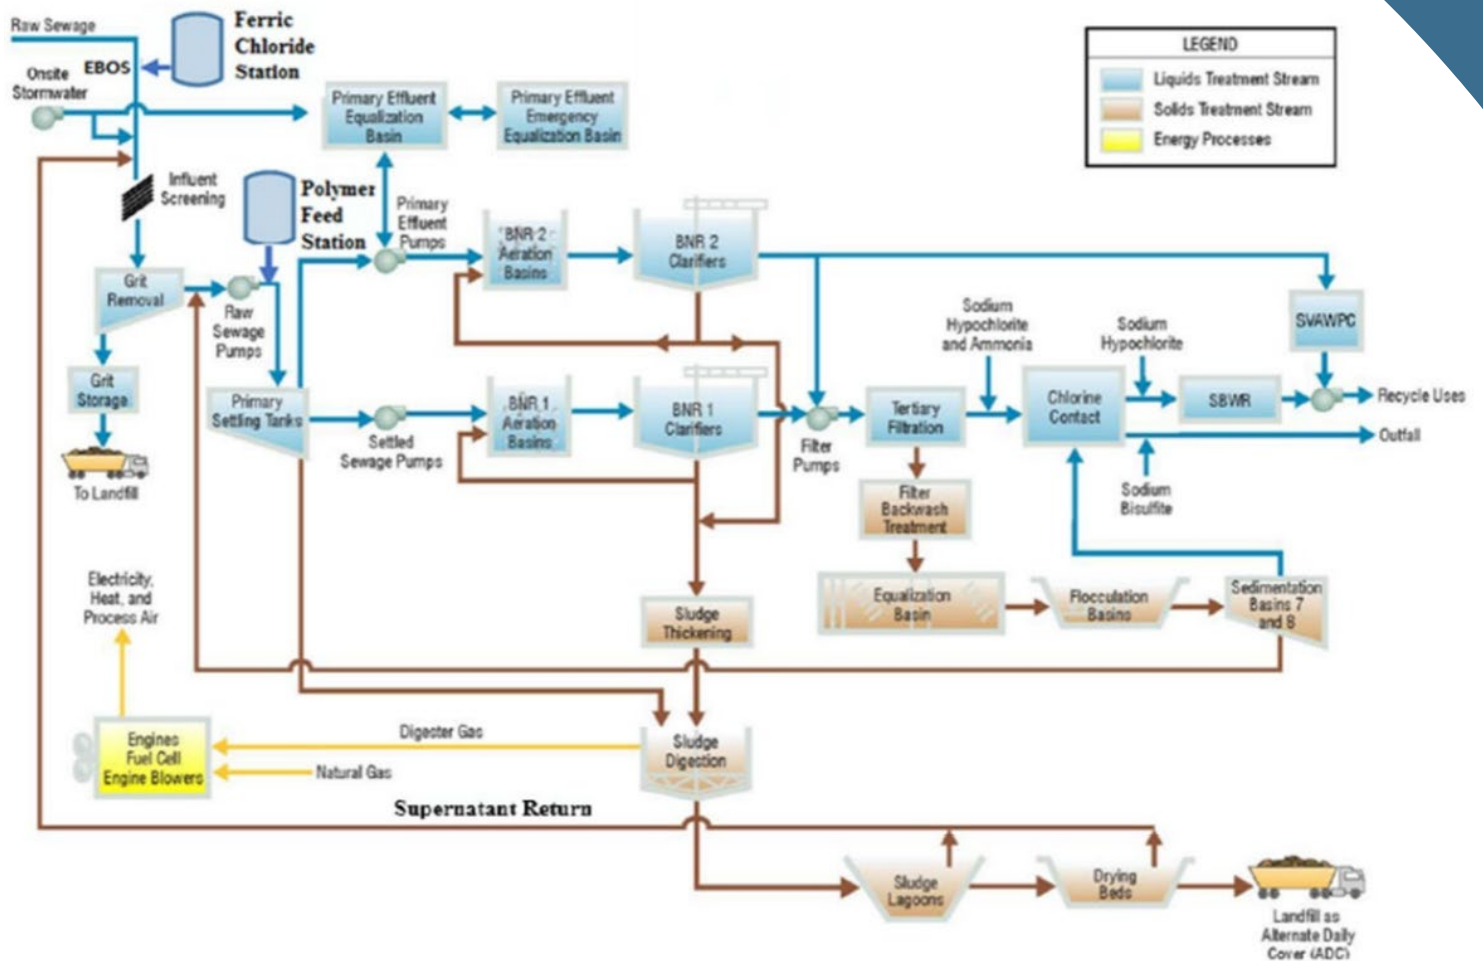 Raw Sewage
Ferric
Chloride
Station
EBOS
Onsite
Stormwater
Primary Effluent
Equalization
Basin
Primary Effluent
Emergency
Equalization Basin
LEGEND
Liquids Treatment Stream
Solids Treatment Stream
Energy Processes
Influent
Screening
Polymer
Feed
Station
Primary
Effluent
Pumps
BNR 2
Aeration
Basins
BNR 2
Clarifiers
Grit
Removal
Raw
Sewage
Pumps
SVAWPC
Sodium
Hypochlorite
and Ammonia
Sodium
Hypochlorite
Grit
Storage
Primary
Settling Tanks
Settled
Sewage Pumps
BNR 1
Aeration
Basins
BNR 1
Clarifiers
Filter
Pumps
Tertiary
Filtration
Chlorine
Contact
SBWR
Recycle Uses
Outfall
To Landfill
Filter
Backwash
Treatment
Sodium
Bisulfite
Electricity,
Heat, and
Process Air
Sludge
Thickening
Equalization
Basin
Flocculation
Basins
Sedimentation
Basins 7
and 8
Engines
Fuel Cell
Engine Blowers
Digester Gas
Natural Gas
Sludge
Digestion
Supernatant Return
Sludge
Lagoons
Drying
Beds
Landfill as
Alternate Daily
Cover (ADC)